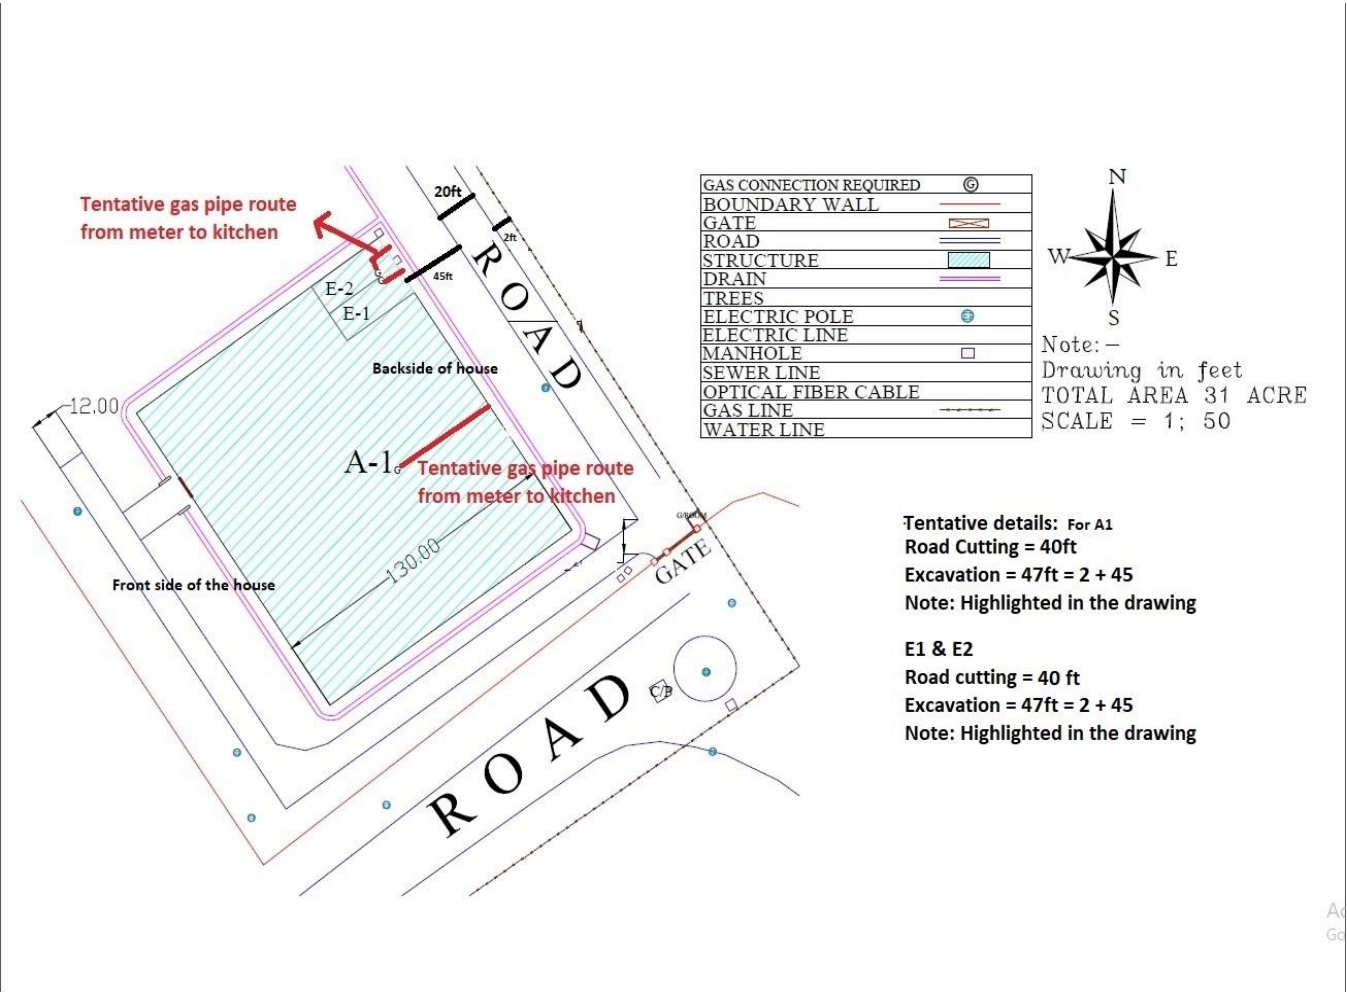 Tentative gas pipe route
from meter to kitchen
20ft
2ft
45ft
ROAD
E-2
E-1
Backside of house
12.00
A-1
G
Tentative gas pipe route
from meter to kitchen
130.00
Front side of the house
G/ROOM
GATE
C/B
ROAD
GAS CONNECTION REQUIRED G
BOUNDARY WALL
GATE
ROAD
STRUCTURE
DRAIN
TREES
ELECTRIC POLE
ELECTRIC LINE
MANHOLE
SEWER LINE
OPTICAL FIBER CABLE
GAS LINE
WATER LINE
N
W E
S
Note:-
Drawing in feet
TOTAL AREA 31 ACRE
SCALE = 1; 50
Tentative details: For A1
Road Cutting = 40ft
Excavation = 47ft = 2 + 45
Note: Highlighted in the drawing
E1 & E2
Road cutting = 40 ft
Excavation = 47ft = 2 + 45
Note: Highlighted in the drawing